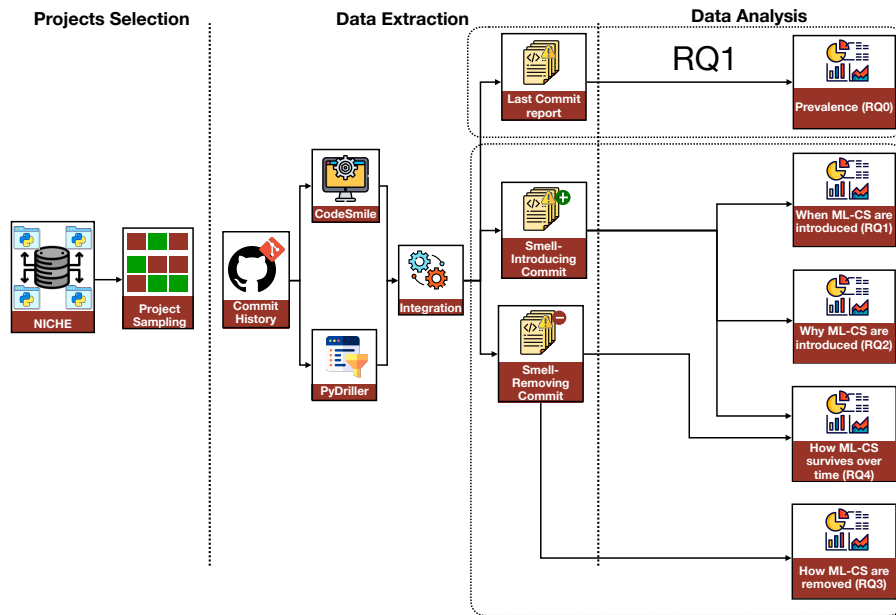 Projects Selection
Data Extraction
Data Analysis
RQ1
Last Commit
report
Prevalence (RQ0)
CodeSmile
When ML-CS are
introduced (RQ1)
Smell-
Introducing
Commit
NICHE
Project
Sampling
Commit
History
Integration
Why ML-CS are
introduced (RQ2)
PyDriller
Smell-
Removing
Commit
How ML-CS
survives over
time (RQ4)
How ML-CS are
removed (RQ3)